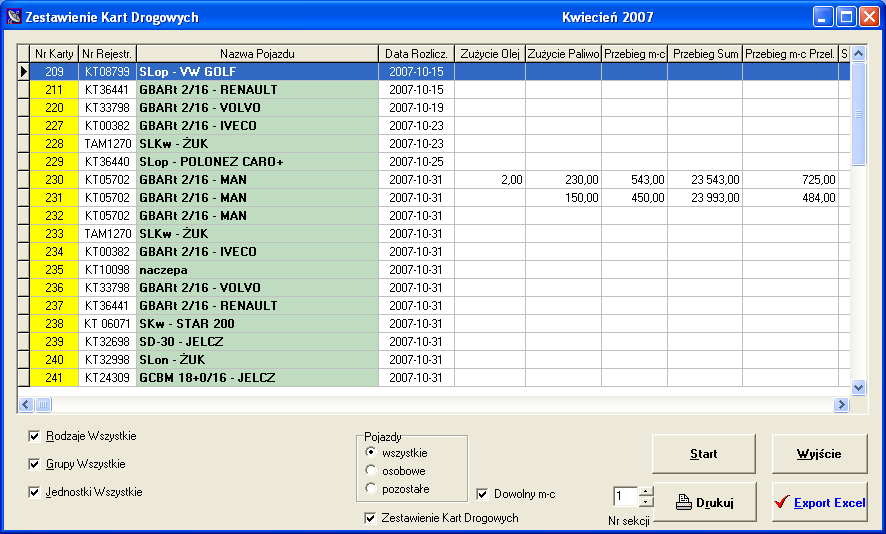 Zestawienie Kart Drogowych Kwiecień 2007
Nr Karty Nr Rejestr. Nazwa Pojazdu Data Rozlicz. Zużycie Olej Zużycie Paliwo Przebieg m-c Przebieg Sum Przebieg m-c Przel. S
209 KT08799 SLop - VW GOLF 2007-10-15
211 KT36441 GBARt 2/16 - RENAULT 2007-10-15
220 KT33798 GBARt 2/16 - VOLVO 2007-10-19
227 KT00382 GBARt 2/16 - IVECO 2007-10-23
228 TAM1270 SLKw - ŻUK 2007-10-23
229 KT36440 SLop - POLONEZ CARO+ 2007-10-25
230 KT05702 GBARt 2/16 - MAN 2007-10-31 2,00 230,00 543,00 23 543,00 725,00
231 KT05702 GBARt 2/16 - MAN 2007-10-31 150,00 450,00 23 993,00 484,00
232 KT05702 GBARt 2/16 - MAN 2007-10-31
233 TAM1270 SLKw - ŻUK 2007-10-31
234 KT00382 GBARt 2/16 - IVECO 2007-10-31
235 KT10098 naczepa 2007-10-31
236 KT33798 GBARt 2/16 - VOLVO 2007-10-31
237 KT36441 GBARt 2/16 - RENAULT 2007-10-31
238 KT 06071 SKw - STAR 200 2007-10-31
239 KT32698 SD-30 - JELCZ 2007-10-31
240 KT32998 SLon - ŻUK 2007-10-31
241 KT24309 GCBM 18+0/16 - JELCZ 2007-10-31
Rodzaje Wszystkie
Grupy Wszystkie
Jednostki Wszystkie
Pojazdy
wszystkie
osobowe
pozostałe
Dowolny m-c
Zestawienie Kart Drogowych
1
Nr sekcji
Start
Wyjście
Drukuj
Export Excel